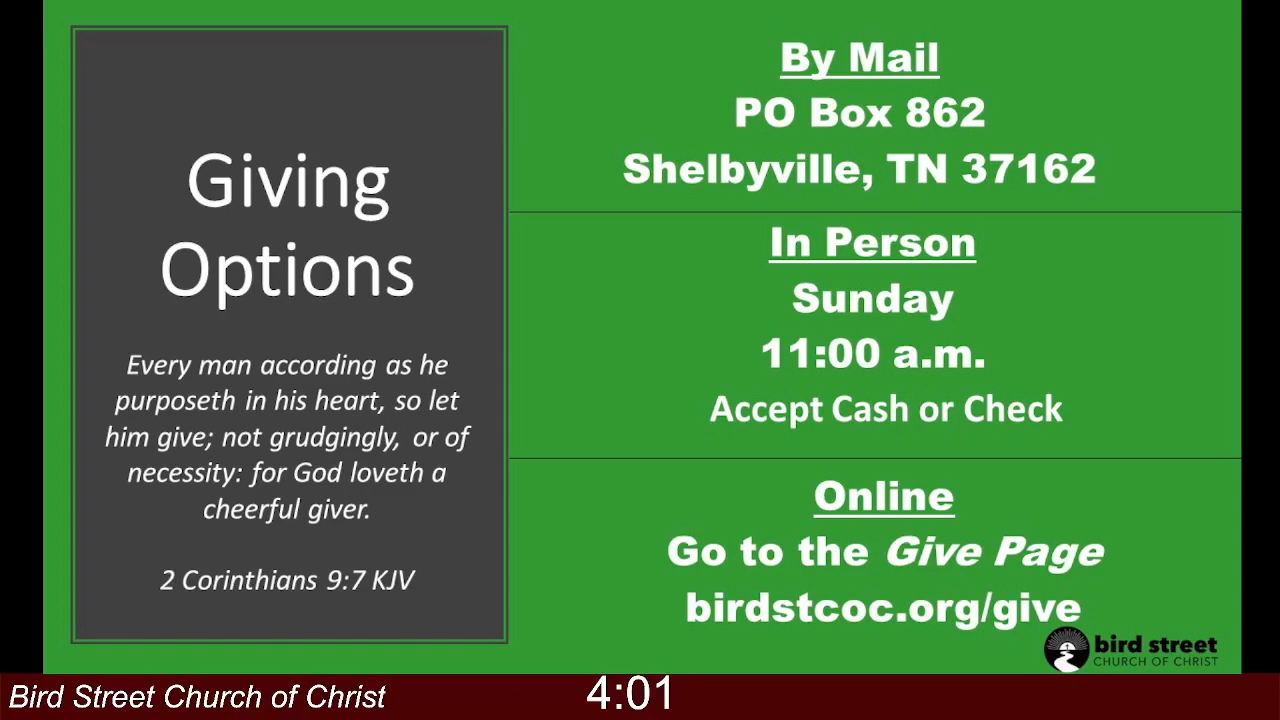 Giving
Options
Every man according as he
purposeth in his heart, so let
him give; not grudgingly, or of
necessity: for God loveth a
cheerful giver.
2 Corinthians 9:7 KJV
By Mail
PO Box 862
Shelbyville, TN 37162
In Person
Sunday
11:00 a.m.
Accept Cash or Check
Online
Go to the Give Page
birdstcoc.org/give
bird street
CHURCH OF CHRIST
Bird Street Church of Christ
4:01